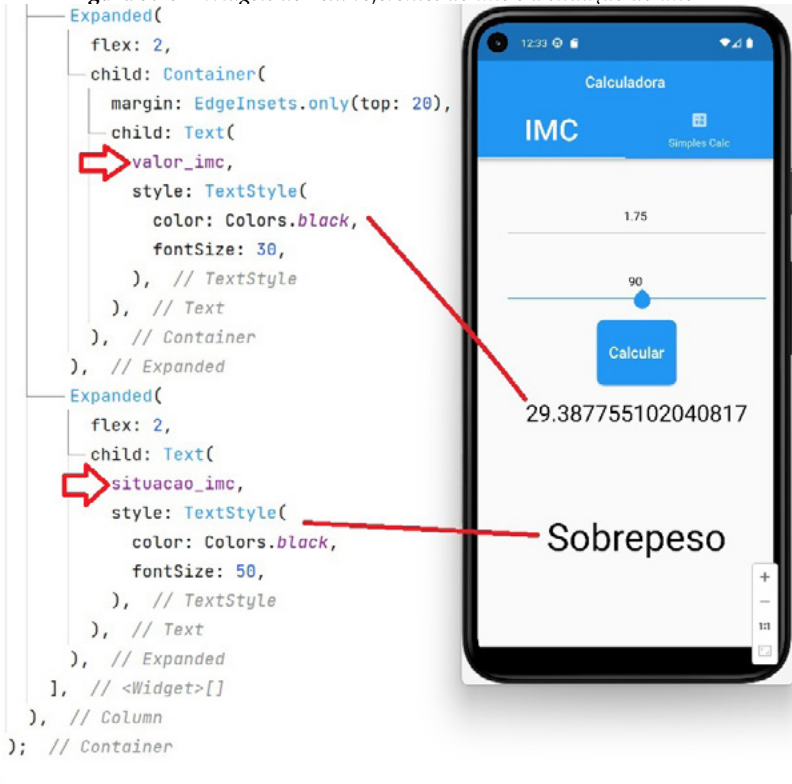 Expanded(
flex: 2,
child: Container(
margin: EdgeInsets.only(top: 20),
child: Text(
valor_imc,
style: TextStyle(
color: Colors.black,
fontSize: 30,
), // TextStyle
), // Text
), // Container
), // Expanded
Expanded(
flex: 2,
child: Text(
situacao_imc,
style: TextStyle(
color: Colors.black,
fontSize: 50,
), // TextStyle
), // Text
), // Expanded
], // <Widget>[]
), // Column
); // Container
12:33
Calculadora
IMC
Simples Calc
1.75
90
Calcular
29.387755102040817
Sobrepeso
+
−
1:1